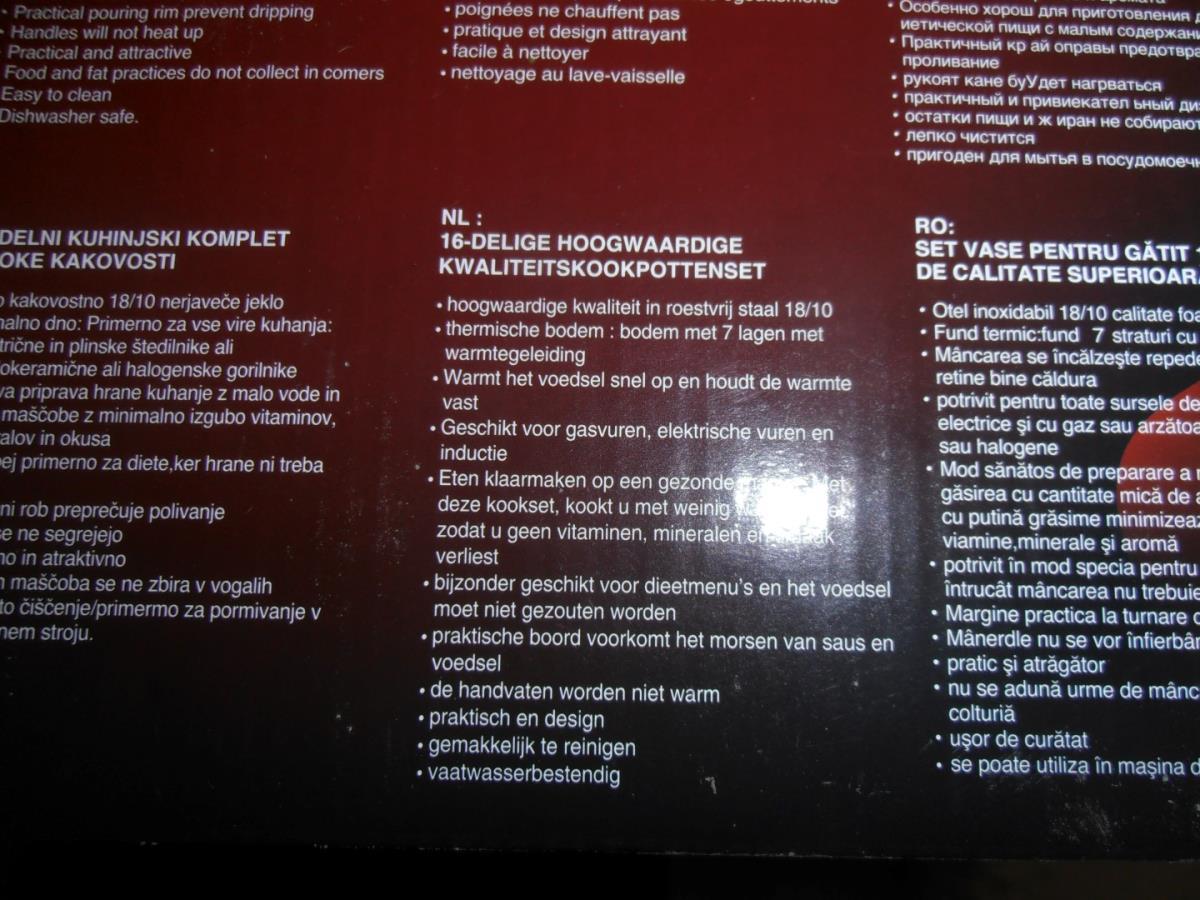 • Practical pouring rim prevent dripping
• Handles will not heat up
• Practical and attractive
Food and fat practices do not collect in comers
Easy to clean
Dishwasher safe.
• poignées ne chauffent pas
• pratique et design attrayant
• facile à nettoyer
• nettoyage au lave-vaisselle
• Особенно хорош для приготовления
иетической пищи с малым содержан
• Практичный кр ай оправы предотвра
проливание
• рукоят кане буУдет нагрваться
• практичный и привиекател ьный ди
• остатки пищи и ж иран не собирают
• лепко чистится
• пригоден для мытья в посудомоечн
DELNI KUHINJSKI KOMPLET
OKE KAKOVOSTI
o kakovostno 18/10 nerjaveče jeklo
nalno dno: Primerno za vse vire kuhanja:
trične in plinske štedilnike ali
okeramične ali halogenske gorilnike
va priprava hrane kuhanje z malo vode in
maščobe z minimalno izgubo vitaminov,
alov in okusa
ej primerno za diete,ker hrane ni treba
ni rob preprečuje polivanje
se ne segrejejo
no in atraktivno
n maščoba se ne zbira v vogalih
to čiščenje/primermo za pormivanje v
nem stroju.
NL :
16-DELIGE HOOGWAARDIGE
KWALITEITSKOOKPOTTENSET
• hoogwaardige kwaliteit in roestvrij staal 18/10
• thermische bodem : bodem met 7 lagen met
warmtegeleiding
• Warmt het voedsel snel op en houdt de warmte
vast
• Geschikt voor gasvuren, elektrische vuren en
inductie
• Eten klaarmaken op een gezonde
deze kookset, kookt u met weinig
zodat u geen vitaminen, mineralen en
verliest
• bijzonder geschikt voor dieetmenu's en het voedsel
moet niet gezouten worden
• praktische boord voorkomt het morsen van saus en
voedsel
• de handvaten worden niet warm
• praktisch en design
• gemakkelijk te reinigen
• vaatwasserbestendig
RO:
SET VASE PENTRU GĂTIT
DE CALITATE SUPERIOAR
• Otel inoxidabil 18/10 calitate foa
• Fund termic:fund 7 straturi cu
• Mâncarea se încălzeşte repede
retine bine căldura
• potrivit pentru toate sursele de
electrice şi cu gaz sau arzătoa
sau halogene
• Mod sănătos de preparare a
găsirea cu cantitate mică de
cu putină grăsime minimizea
viamine,minerale şi aromă
• potrivit în mod specia pentru
întrucât mâncarea nu trebuie
• Margine practica la turnare
• Mânerdle nu se vor înfierbân
• pratic şi atrăgător
• nu se adună urme de mânc
colturiă
• uşor de curătat
• se poate utiliza în maşina d